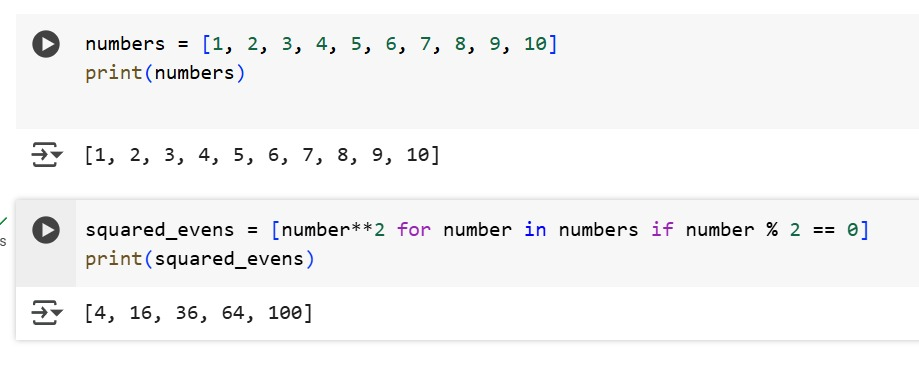 numbers = [1, 2, 3, 4, 5, 6, 7, 8, 9, 10]
print(numbers)
[1, 2, 3, 4, 5, 6, 7, 8, 9, 10]
s
squared_evens = [number**2 for number in numbers if number % 2 == 0]
print(squared_evens)
[4, 16, 36, 64, 100]